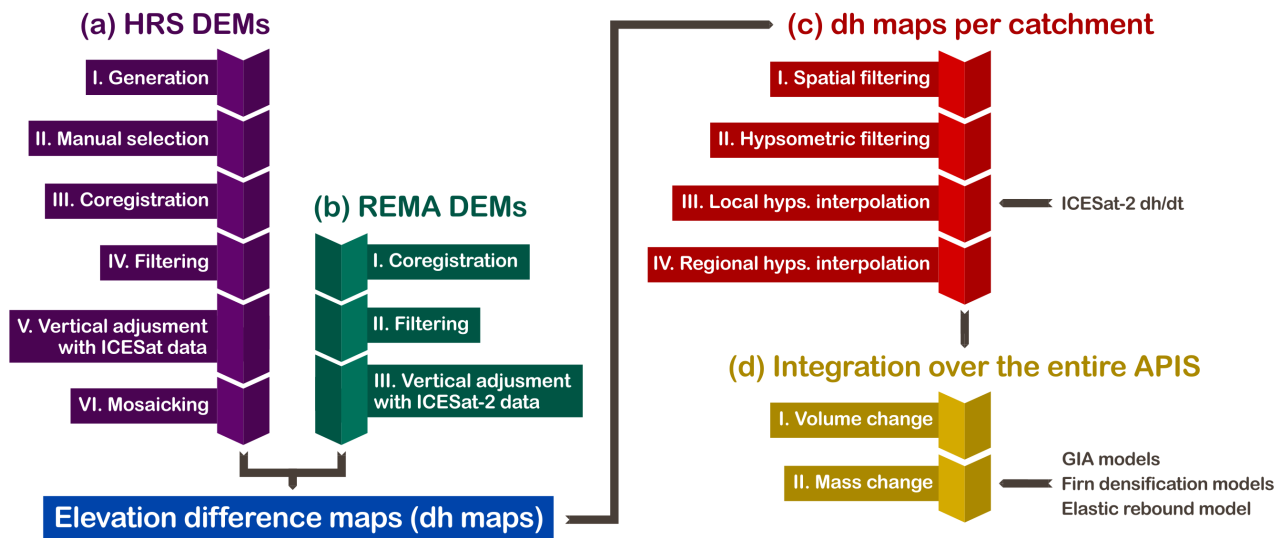 (a) HRS DEMs
I. Generation
II. Manual selection
III. Coregistration
IV. Filtering
V. Vertical adjusment
with ICESat data
VI. Mosaicking
(b) REMA DEMs
I. Coregistration
II. Filtering
III. Vertical adjusment
with ICESat-2 data
Elevation difference maps (dh maps)
(c) dh maps per catchment
I. Spatial filtering
II. Hypsometric filtering
III. Local hyps. interpolation
ICESat-2 dh/dt
IV. Regional hyps. interpolation
(d) Integration over the entire APIS
I. Volume change
II. Mass change
GIA models
Firn densification models
Elastic rebound model